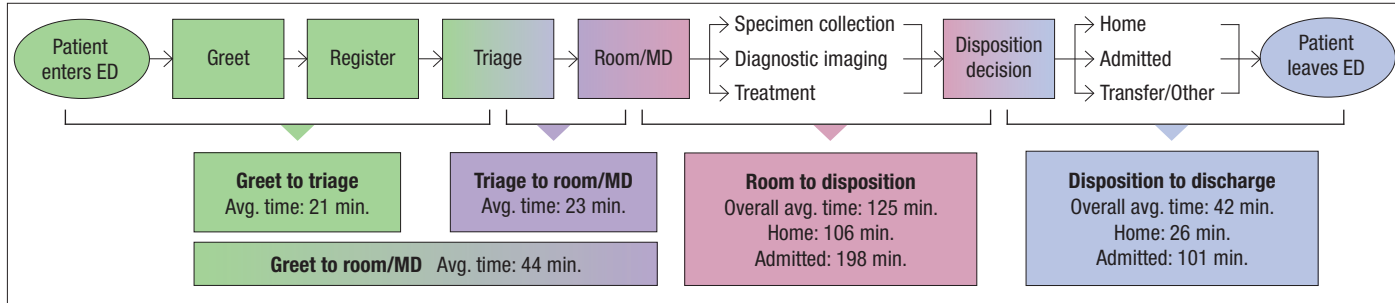 Patient
enters ED
Greet
Register
Triage
Room/MD
Specimen collection
Diagnostic imaging
Treatment
Disposition
decision
Home
Admitted
Transfer/Other
Patient
leaves ED
Greet to triage
Avg. time: 21 min.
Triage to room/MD
Avg. time: 23 min.
Greet to room/MD Avg. time: 44 min.
Room to disposition
Overall avg. time: 125 min.
Home: 106 min.
Admitted: 198 min.
Disposition to discharge
Overall avg. time: 42 min.
Home: 26 min.
Admitted: 101 min.